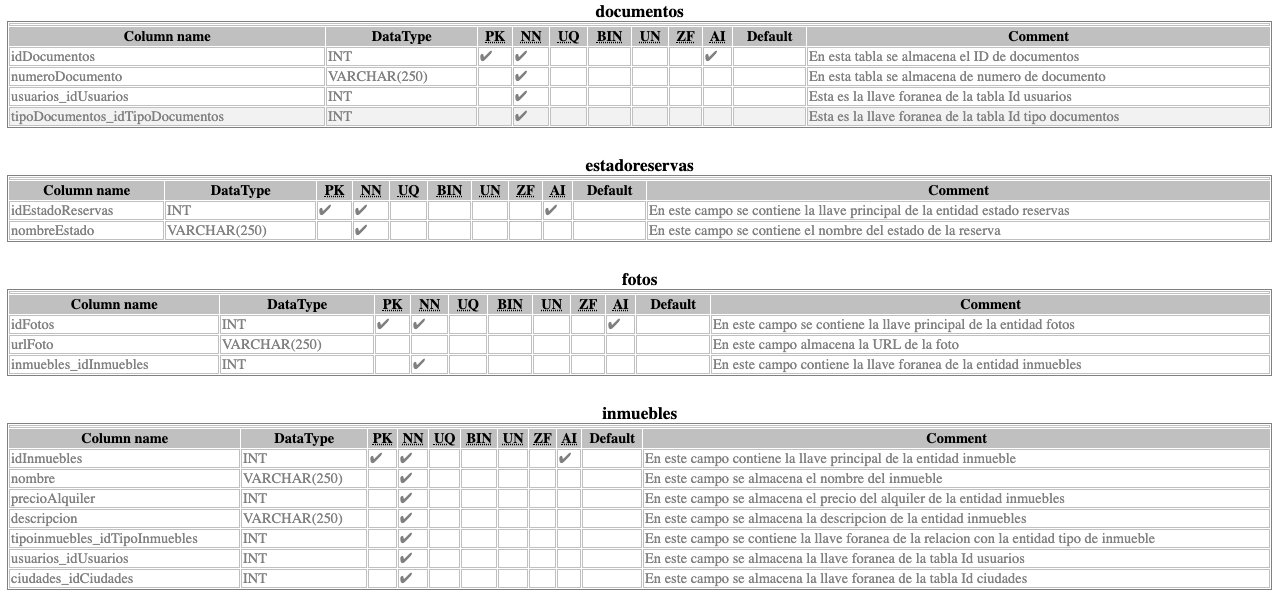 documentos
Column name DataType PK NN UQ BIN UN ZF AI Default Comment
idDocumentos INT ✔ ✔ ✔ En esta tabla se almacena el ID de documentos
numeroDocumento VARCHAR(250) ✔ En esta tabla se almacena de numero de documento
usuarios_idUsuarios INT ✔ Esta es la llave foranea de la tabla Id usuarios
tipoDocumentos_idTipoDocumentos INT ✔ Esta es la llave foranea de la tabla Id tipo documentos
estadoreservas
Column name DataType PK NN UQ BIN UN ZF AI Default Comment
idEstadoReservas INT ✔ ✔ ✔ En este campo se contiene la llave principal de la entidad estado reservas
nombreEstado VARCHAR(250) ✔ En este campo se contiene el nombre del estado de la reserva
fotos
Column name DataType PK NN UQ BIN UN ZF AI Default Comment
idFotos INT ✔ ✔ ✔ En este campo se contiene la llave principal de la entidad fotos
urlFoto VARCHAR(250) En este campo almacena la URL de la foto
inmuebles_idInmuebles INT ✔ En este campo contiene la llave foranea de la entidad inmuebles
inmuebles
Column name DataType PK NN UQ BIN UN ZF AI Default Comment
idInmuebles INT ✔ ✔ ✔ En este campo contiene la llave principal de la entidad inmueble
nombre VARCHAR(250) ✔ En este campo se almacena el nombre del inmueble
precioAlquiler INT ✔ En este campo se almacena el precio del alquiler de la entidad inmuebles
descripcion VARCHAR(250) ✔ En este campo se almacena la descripcion de la entidad inmuebles
tipoinmuebles_idTipoInmuebles INT ✔ En este campo se contiene la llave foranea de la relacion con la entidad tipo de inmueble
usuarios_idUsuarios INT ✔ En este campo se almacena la llave foranea de la tabla Id usuarios
ciudades_idCiudades INT ✔ En este campo se almacena la llave foranea de la tabla Id ciudades